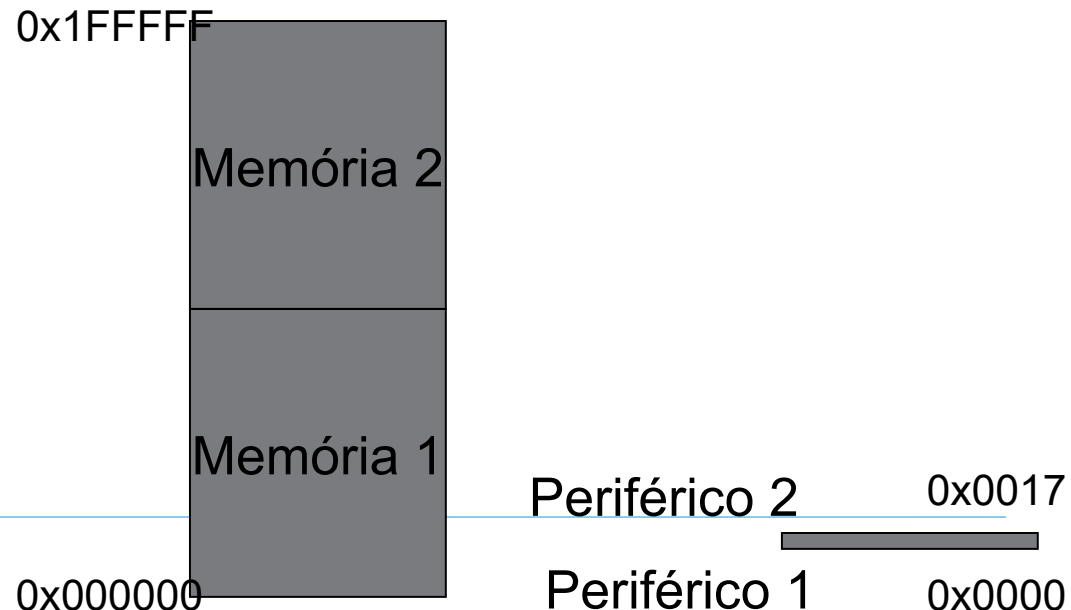 0x1FFFFF
Memória 2
Memória 1
0x000000
Periférico 2
0x0017
Periférico 1
0x0000